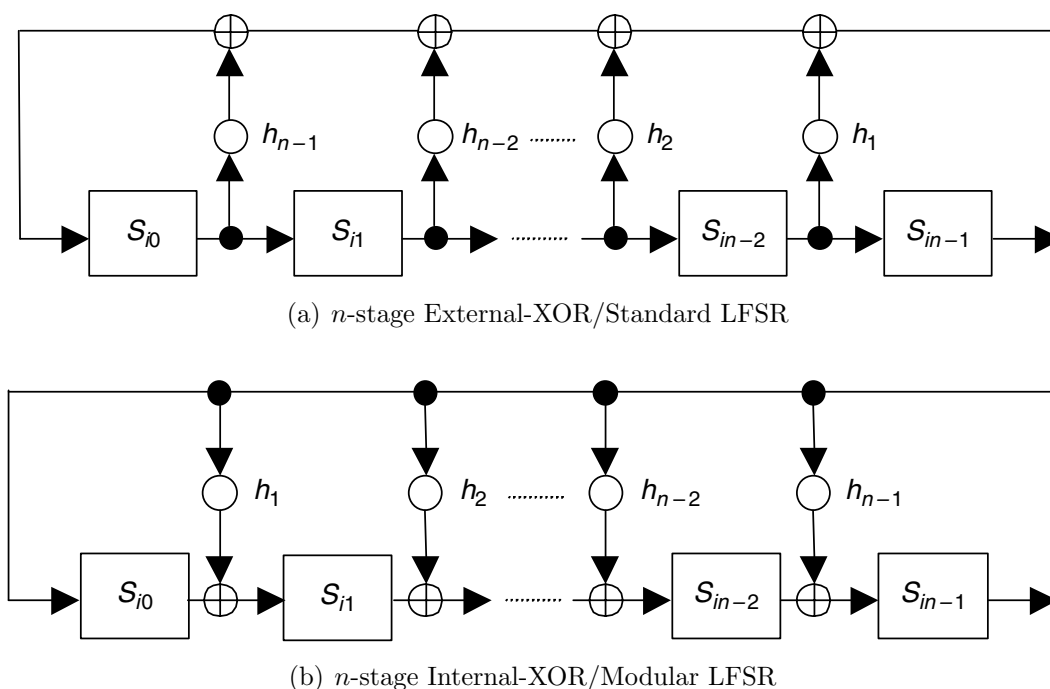 h_{n−1} h_{n−2} ........... h_2 h_1
S_{i0} S_{i1} ........... S_{in−2} S_{in−1}
(a) n-stage External-XOR/Standard LFSR
h_1 h_2 ........... h_{n−2} h_{n−1}
S_{i0} S_{i1} ........... S_{in−2} S_{in−1}
(b) n-stage Internal-XOR/Modular LFSR